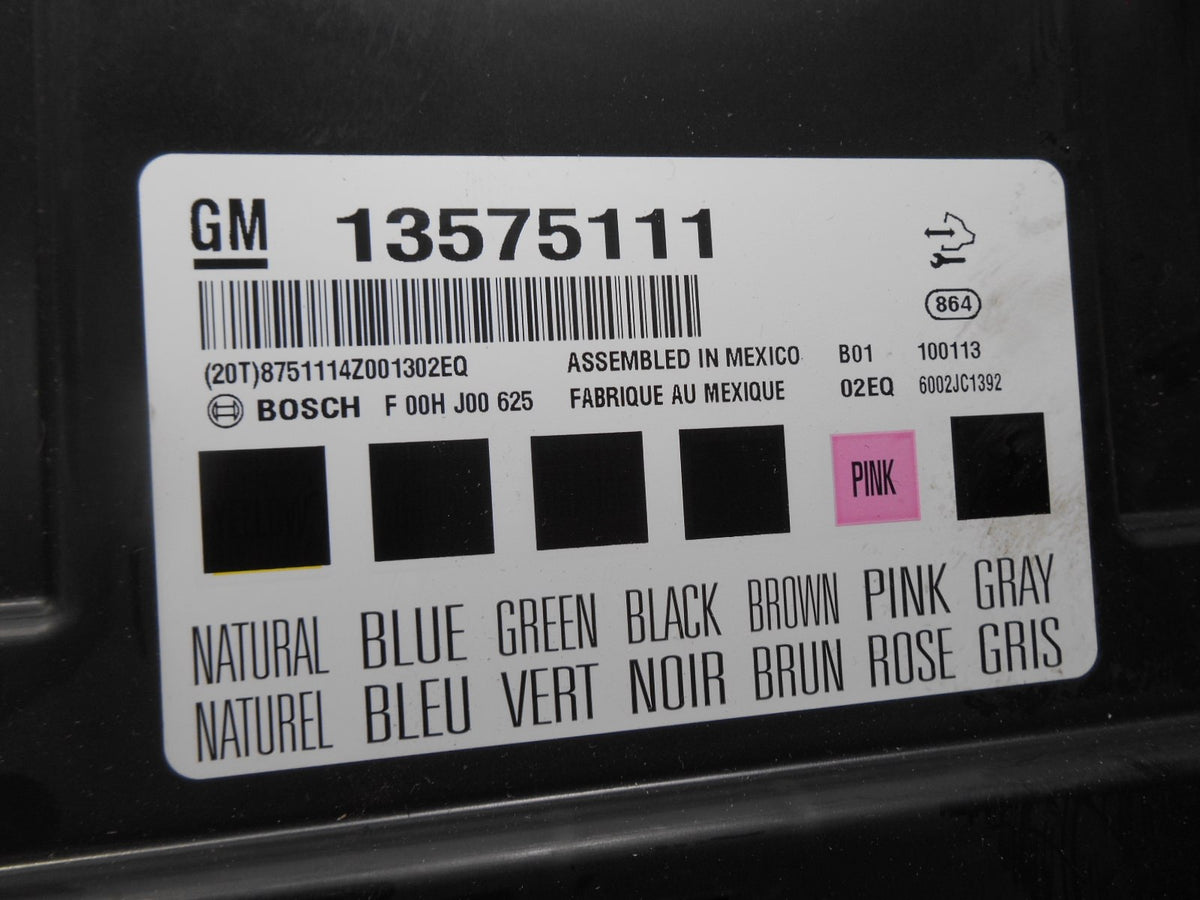 GM 13575111
864
(20T)8751114Z001302EQ ASSEMBLED IN MEXICO B01 100113
BOSCH F 00H J00 625 FABRIQUE AU MEXIQUE 02EQ 6002JC1392
PINK
NATURAL BLUE GREEN BLACK BROWN PINK GRAY
NATUREL BLEU VERT NOIR BRUN ROSE GRIS